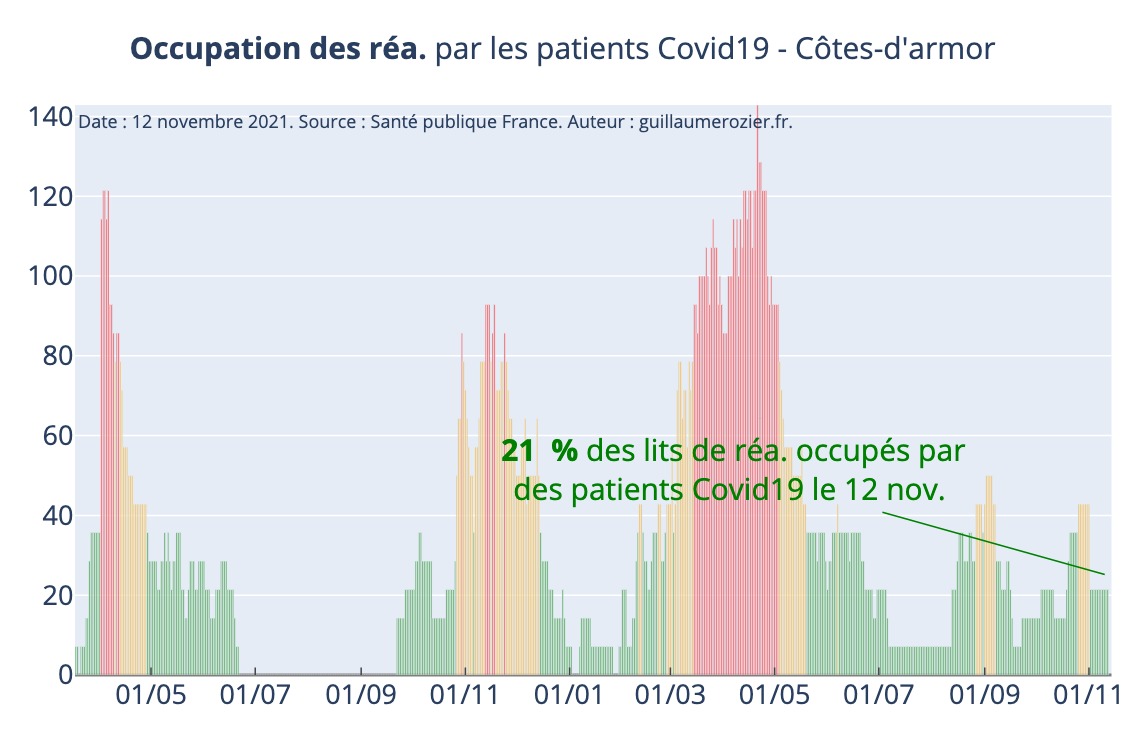 Occupation des réa. par les patients Covid19 - Côtes-d'armor
140
Date : 12 novembre 2021. Source : Santé publique France. Auteur : guillaumerozier.fr.
120
100
80
60
21 % des lits de réa. occupés par
des patients Covid19 le 12 nov.
40
20
0
01/05 01/07 01/09 01/11 01/01 01/03 01/05 01/07 01/09 01/11